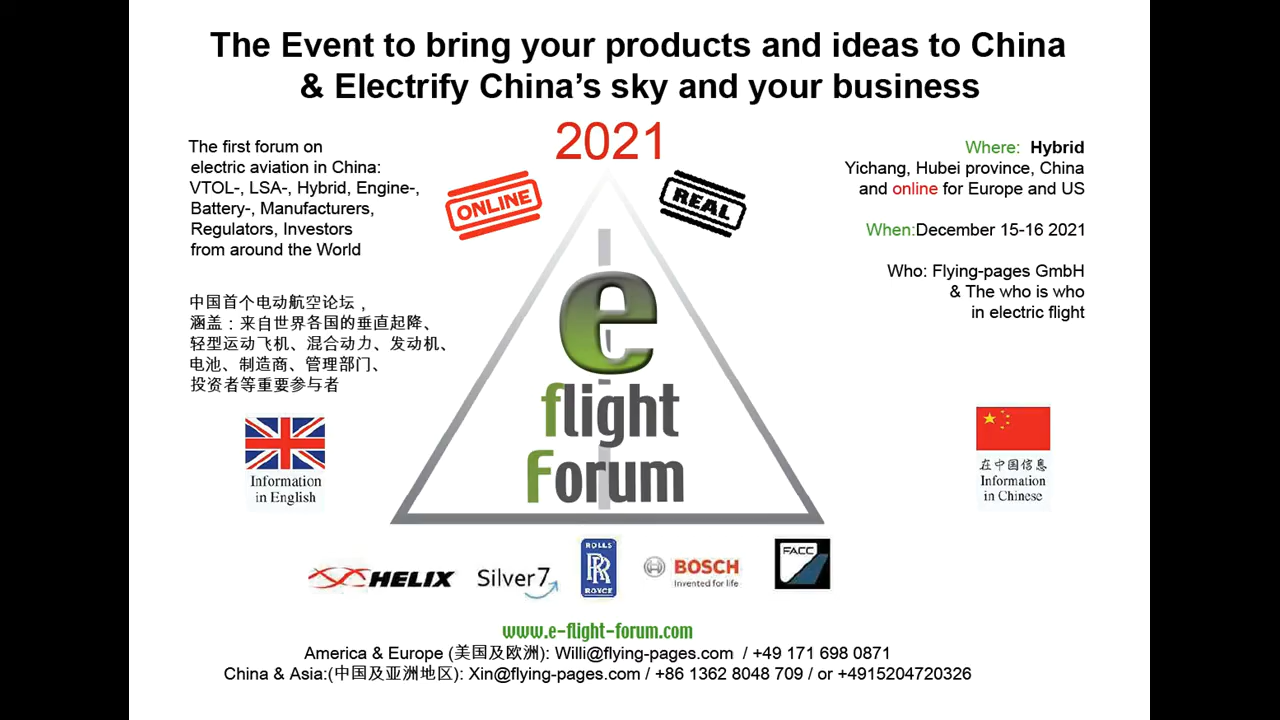 The Event to bring your products and ideas to China
& Electrify China's sky and your business
2021
The first forum on
electric aviation in China:
VTOL-, LSA-, Hybrid, Engine-,
Battery-, Manufacturers,
Regulators, Investors
from around the World
中国首个电动航空论坛，
涵盖：来自世界各国的垂直起降、
轻型运动飞机、混合动力、发动机、
电池、制造商、管理部门、
投资者等重要参与者
ONLINE
REAL
Where: Hybrid
Yichang, Hubei province, China
and online for Europe and US
When:December 15-16 2021
Who: Flying-pages GmbH
& The who is who
in electric flight
e
flight
Forum
Information
in English
在中国信息
Information
in Chinese
HELIX
Silver7
ROLLS
RR
ROYCE
BOSCH
Invented for life
FACC
www.e-flight-forum.com
America & Europe (美国及欧洲): Willi@flying-pages.com / +49 171 698 0871
China & Asia:(中国及亚洲地区): Xin@flying-pages.com / +86 1362 8048 709 / or +4915204720326